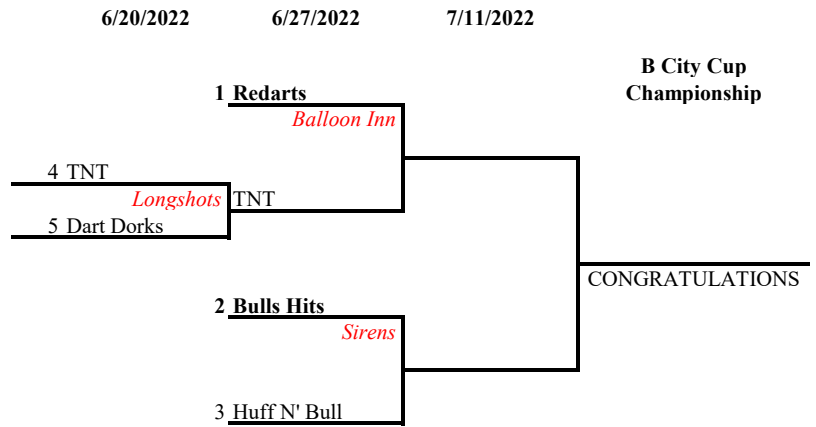 6/20/2022 6/27/2022 7/11/2022
B City Cup
Championship
1 Redarts
Balloon Inn
4 TNT
Longshots TNT
5 Dart Dorks
CONGRATULATIONS
2 Bulls Hits
Sirens
3 Huff N' Bull